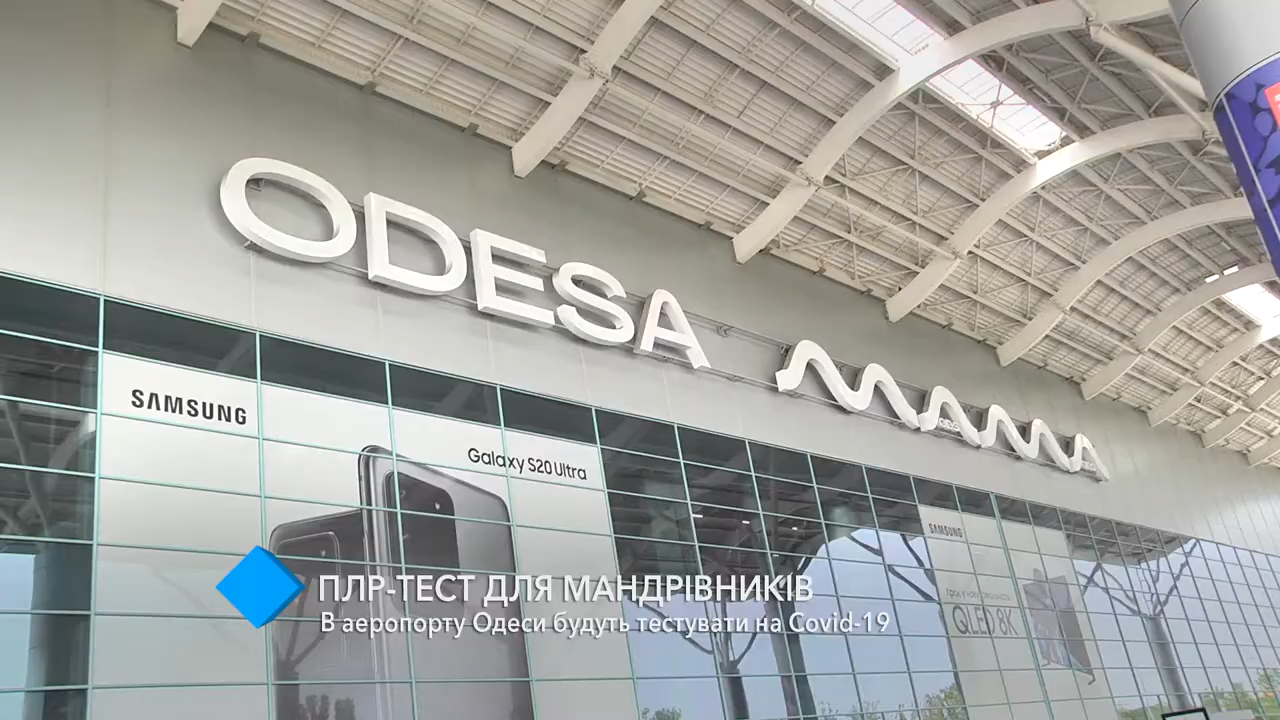 ODESA MAMA
SAMSUNG
Galaxy S20 Ultra
SAMSUNG
QLED 8K
ПЛР-ТЕСТ ДЛЯ МАНДРІВНИКІВ
В аеропорту Одеси будуть тестувати на Covid-19